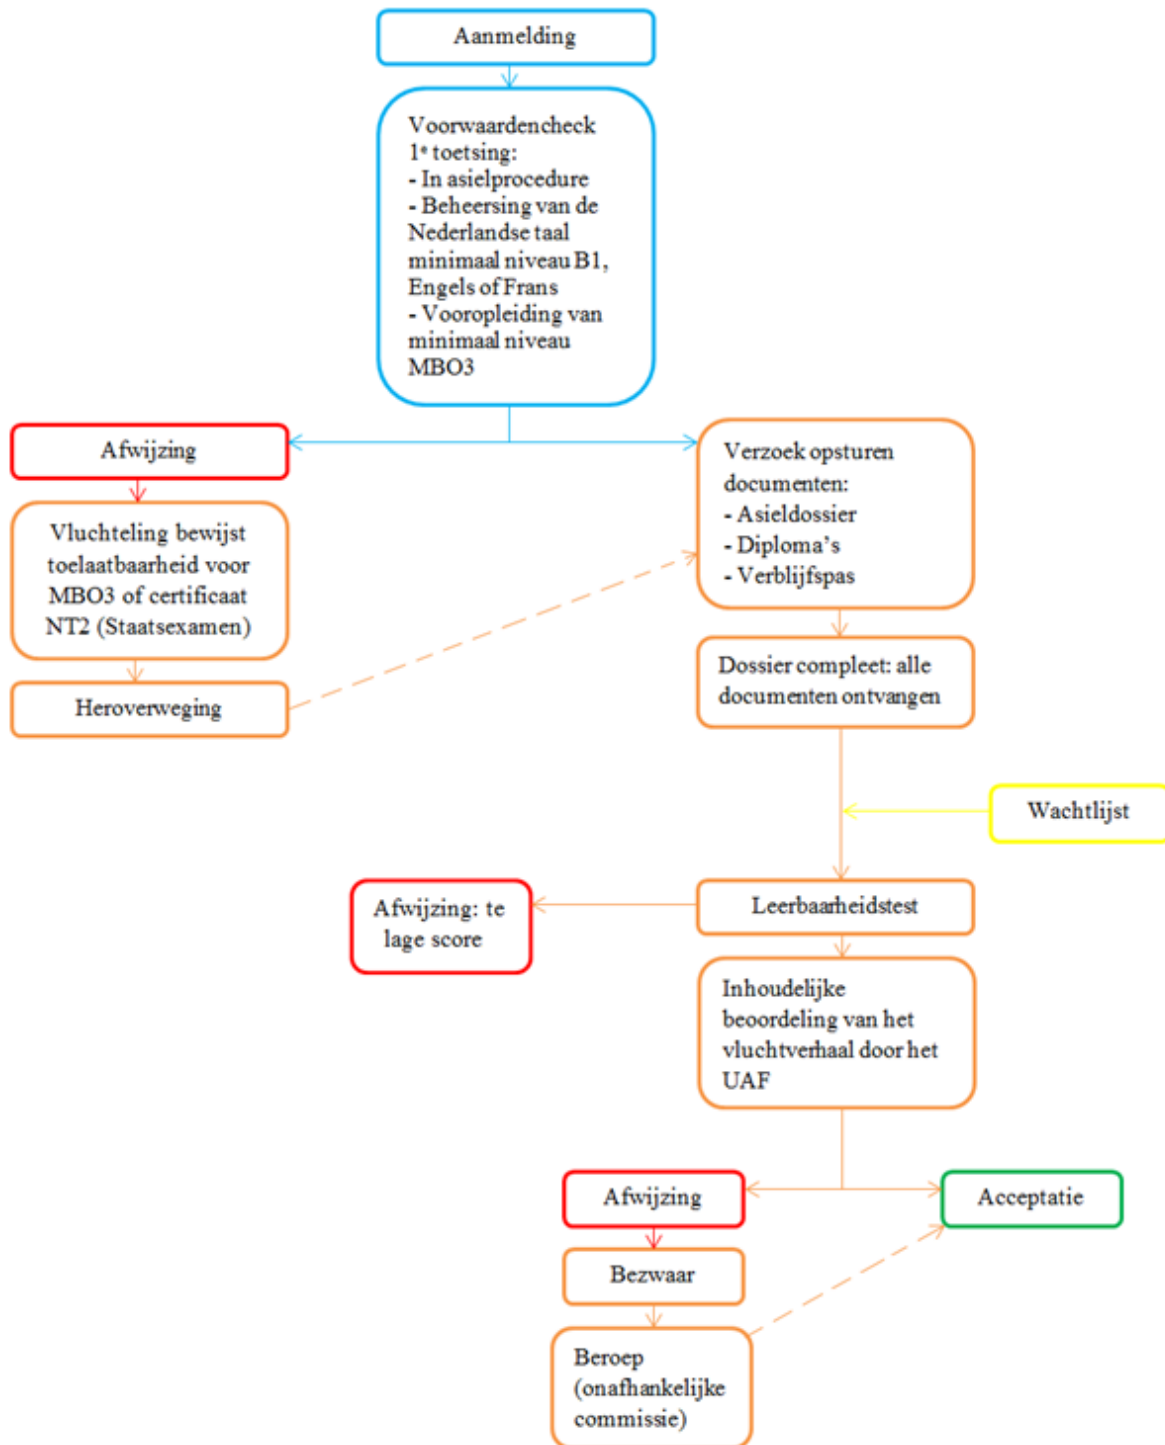 Aanmelding
Voorwaardencheck
1e toetsing:
- In asielprocedure
- Beheersing van de
Nederlandse taal
minimaal niveau B1,
Engels of Frans
- Vooropleiding van
minimaal niveau
MBO3
Afwijzing
Vluchteling bewijst
toelaatbaarheid voor
MBO3 of certificaat
NT2 (Staatsexamen)
Heroverweging
Verzoek opsturen
documenten:
- Asieldossier
- Diploma’s
- Verblijfspas
Dossier compleet: alle
documenten ontvangen
Wachtlijst
Leerbaarheidstest
Afwijzing: te
lage score
Inhoudelijke
beoordeling van het
vluchtverhaal door het
UAF
Afwijzing
Acceptatie
Bezwaar
Beroep
(onafhankelijke
commissie)